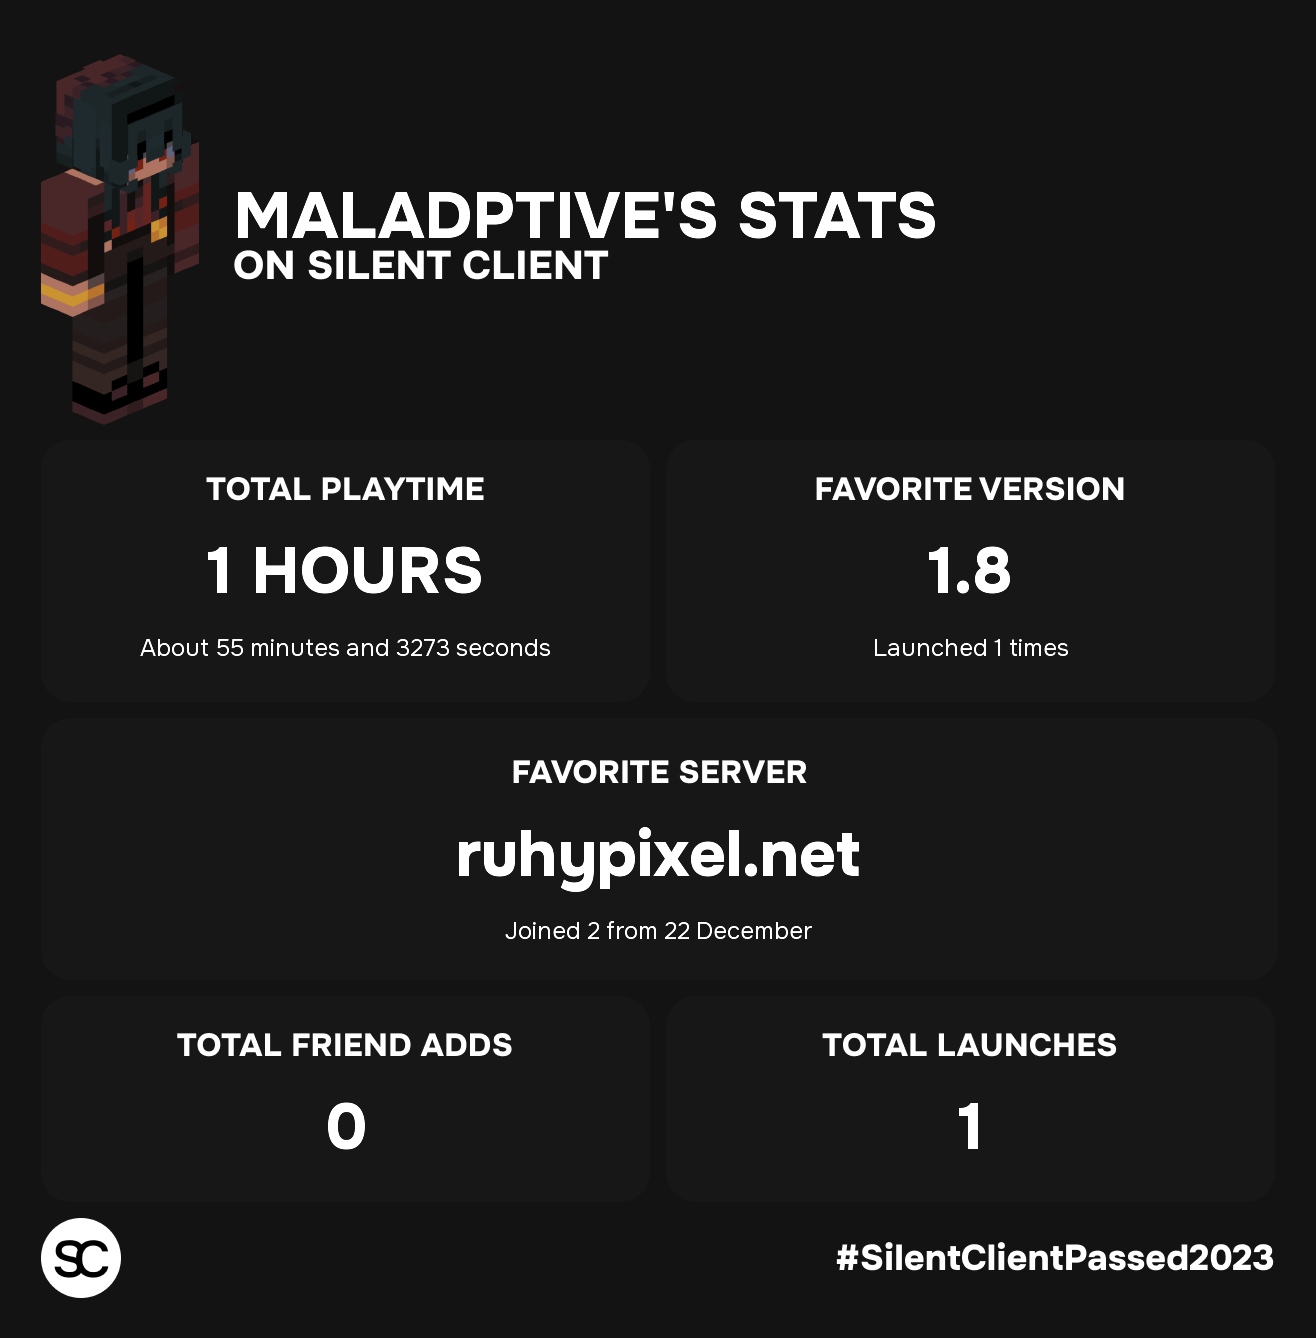 MALADPTIVE'S STATS
ON SILENT CLIENT
TOTAL PLAYTIME
1 HOURS
About 55 minutes and 3273 seconds
FAVORITE VERSION
1.8
Launched 1 times
FAVORITE SERVER
ruhypixel.net
Joined 2 from 22 December
TOTAL FRIEND ADDS
0
TOTAL LAUNCHES
1
SC
#SilentClientPassed2023